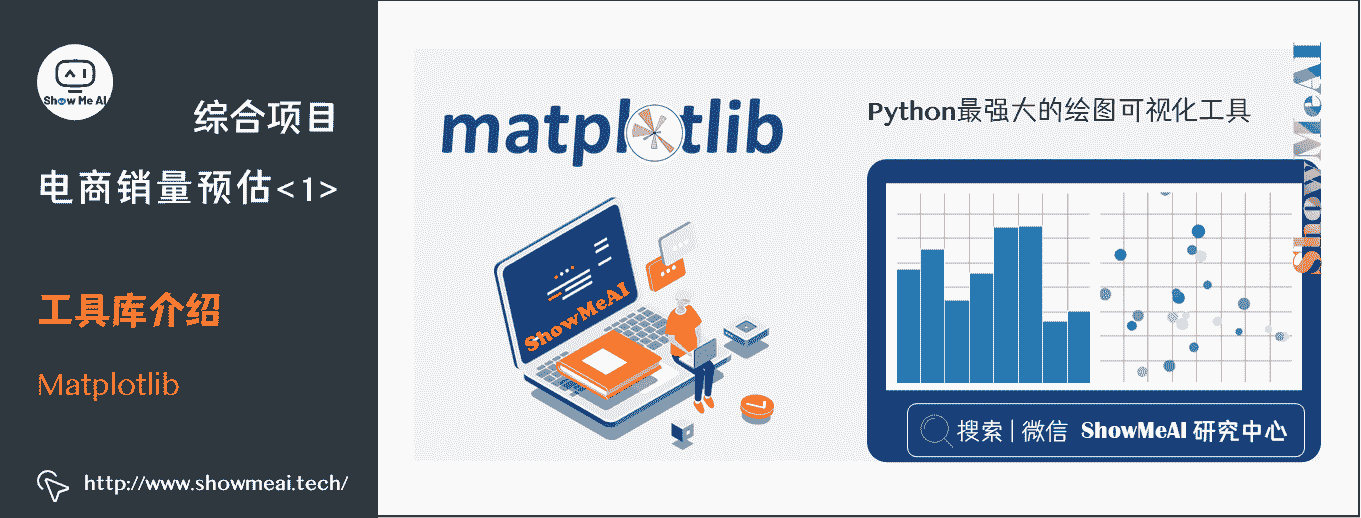 Show Me AI
综合项目
电商销量预估<1>
工具库介绍
Matplotlib
http://www.showmeai.tech/
matplotlib
Python最强大的绘图可视化工具
ShowMeAI
ShowMeAI
搜索 | 微信 ShowMeAI 研究中心